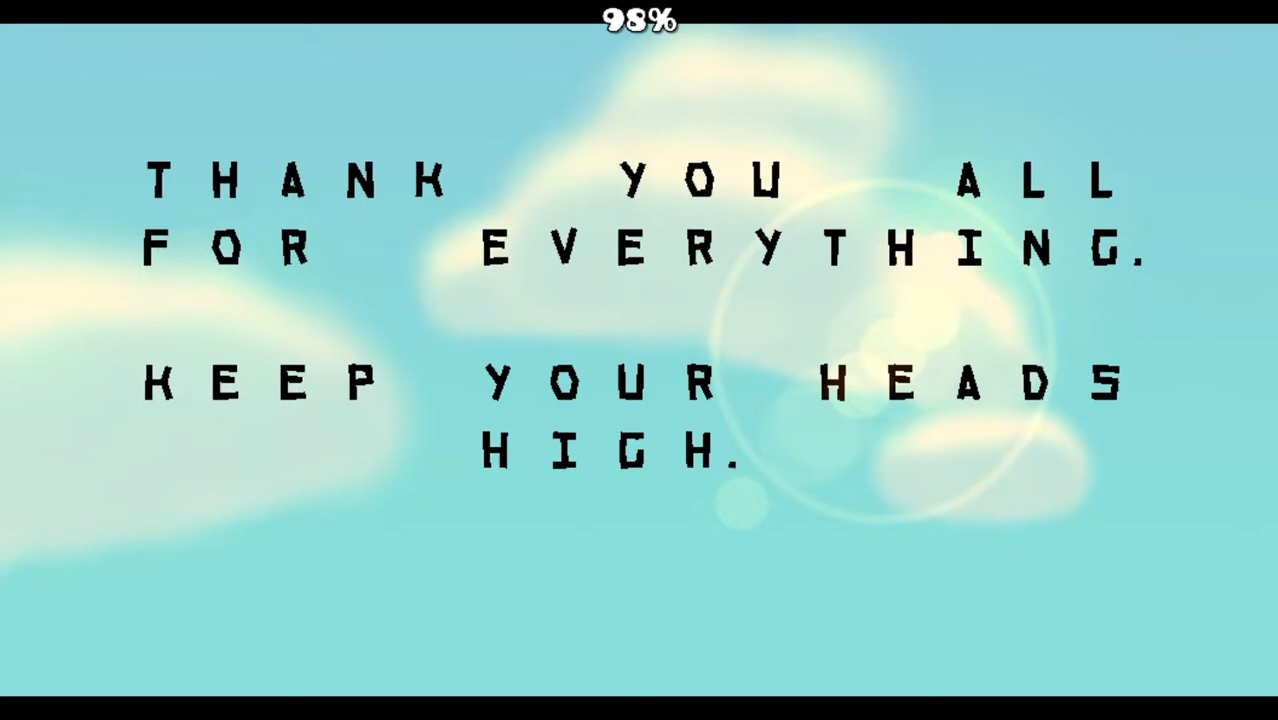 98%
THANK YOU ALL
FOR EVERYTHING.
KEEP YOUR HEADS
HIGH.